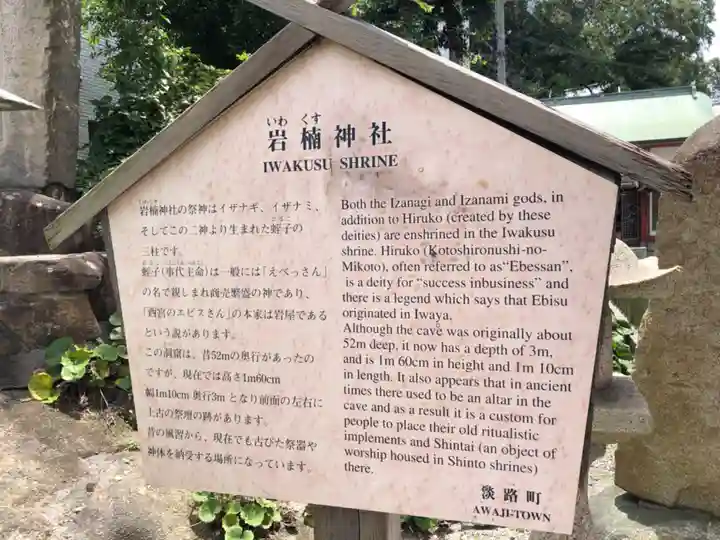 いわ くす
岩楠神社
IWAKUSU SHRINE
岩楠神社の祭神はイザナギ、イザナミ、
そしてこの二神より生まれた蛭子の
三柱です。
蛭子(事代主命)は一般には「えべっさん」
の名で親しまれ商売繁盛の神であり、
「西宮のエビスさん」の本家は岩屋である
という説があります。
この洞窟は、昔52mの奥行があったの
ですが、現在では高さ1m60cm
幅1m10cm奥行3mとなり前面の左右に
上古の祭壇の跡があります。
昔の風習から、現在でも古びた祭器や
神体を納受する場所になっています。
Both the Izanagi and Izanami gods, in
addition to Hiruko (created by these
deities) are enshrined in the Iwakusu
shrine. Hiruko (Kotoshironushi-no-
Mikoto), often referred to as“Ebessan”,
is a deity for “success inbusiness” and
there is a legend which says that Ebisu
originated in Iwaya.
Although the cave was originally about
52m deep, it now has a depth of 3m,
and is 1m 60cm in height and 1m 10cm
in length. It also appears that in ancient
times there used to be an altar in the
cave and as a result it is a custom for
people to place their old ritualistic
implements and Shintai (an object of
worship housed in Shinto shrines)
there.
淡路町
AWAJI-TOWN